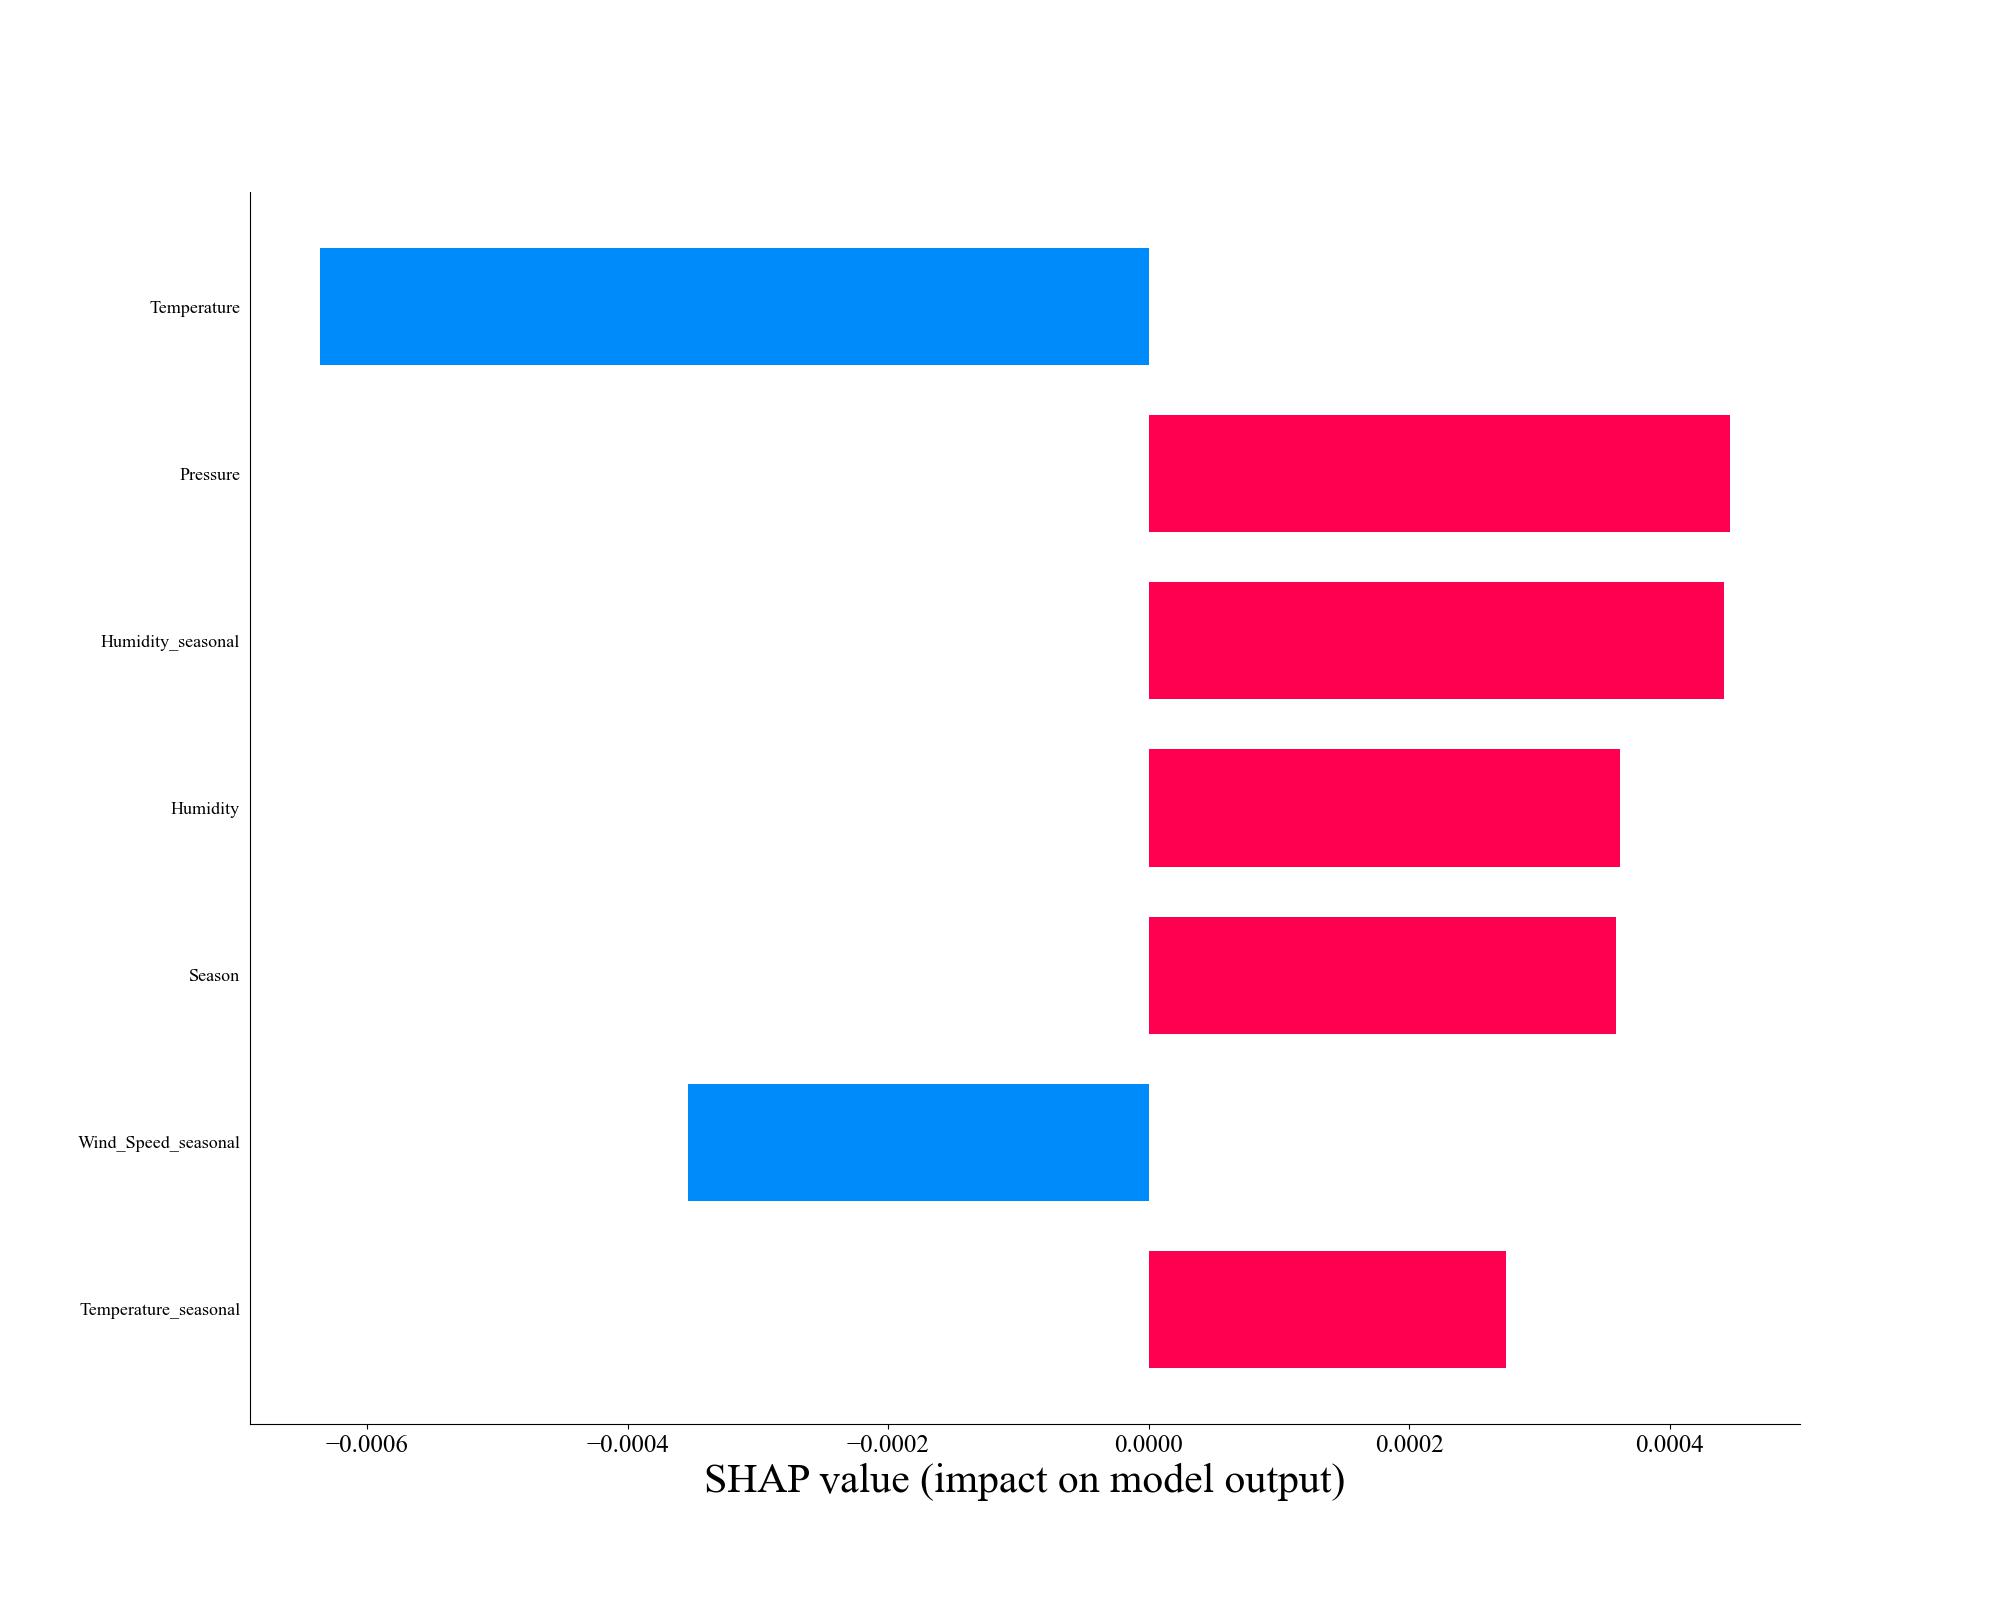 Temperature
Pressure
Humidity_seasonal
Humidity
Season
Wind_Speed_seasonal
Temperature_seasonal
−0.0006 −0.0004 −0.0002 0.0000 0.0002 0.0004
SHAP value (impact on model output)